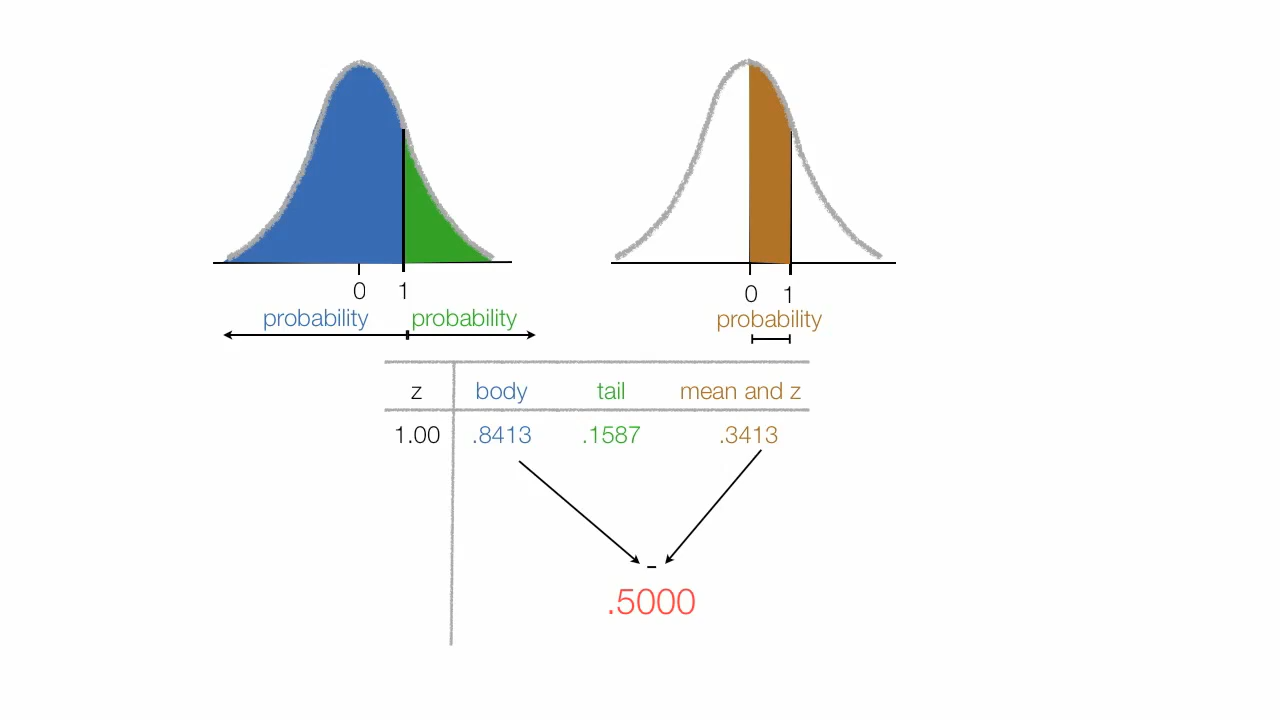 0 1
0 1
probability probability
probability
z body tail mean and z
1.00 .8413 .1587 .3413
-
.5000